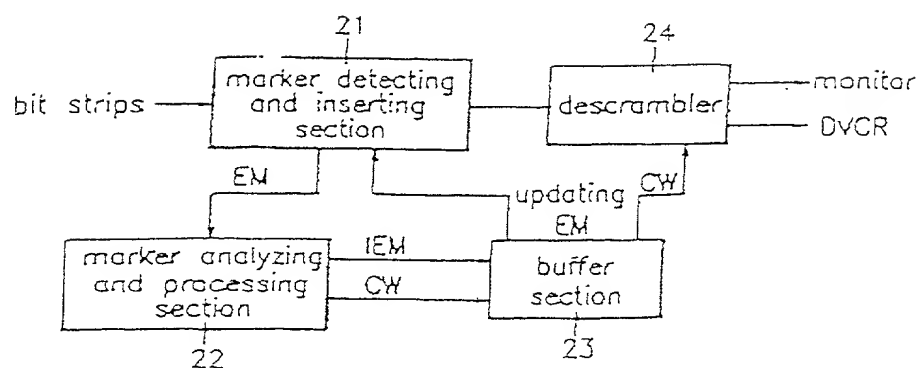 21
24
marker detecting
and inserting
section
bit strips
descrambler
monitor
DVCR
EM
updating
EM
CW
marker analyzing
and processing
section
IEM
CW
buffer
section
22
23